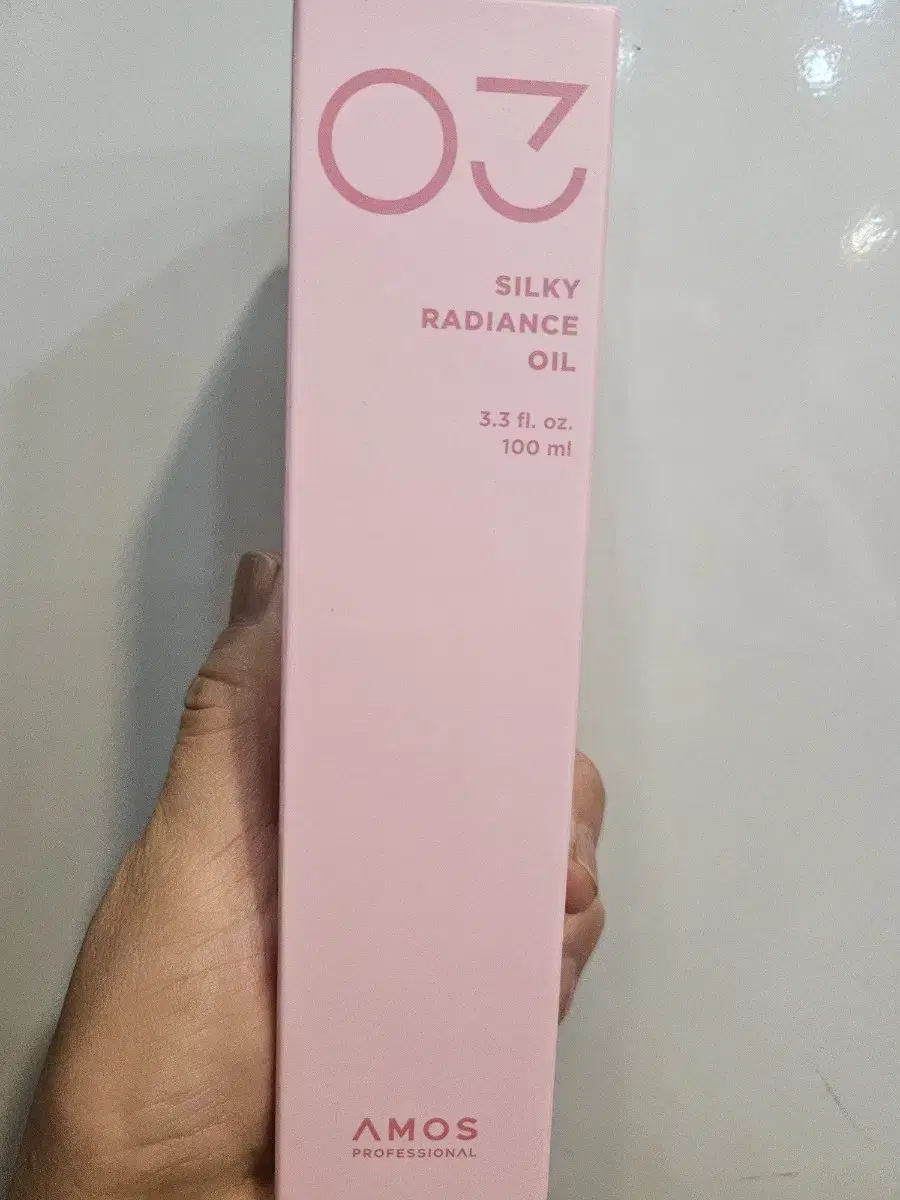 03
SILKY
RADIANCE
OIL
3.3 fl. oz.
100 ml
AMOS
PROFESSIONAL